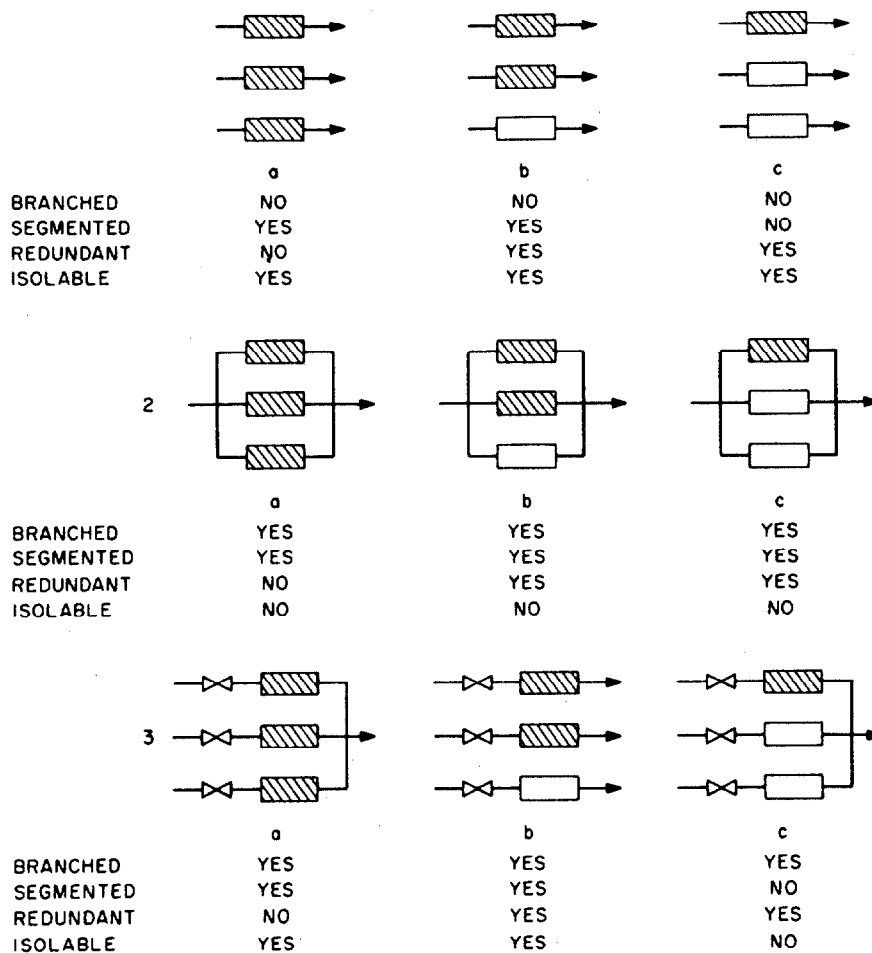 a b c
BRANCHED NO NO NO
SEGMENTED YES YES NO
REDUNDANT NO YES YES
ISOLABLE YES YES YES
2
a b c
BRANCHED YES YES YES
SEGMENTED YES YES YES
REDUNDANT NO YES YES
ISOLABLE NO NO NO
3
a b c
BRANCHED YES YES YES
SEGMENTED YES YES NO
REDUNDANT NO YES YES
ISOLABLE YES YES NO